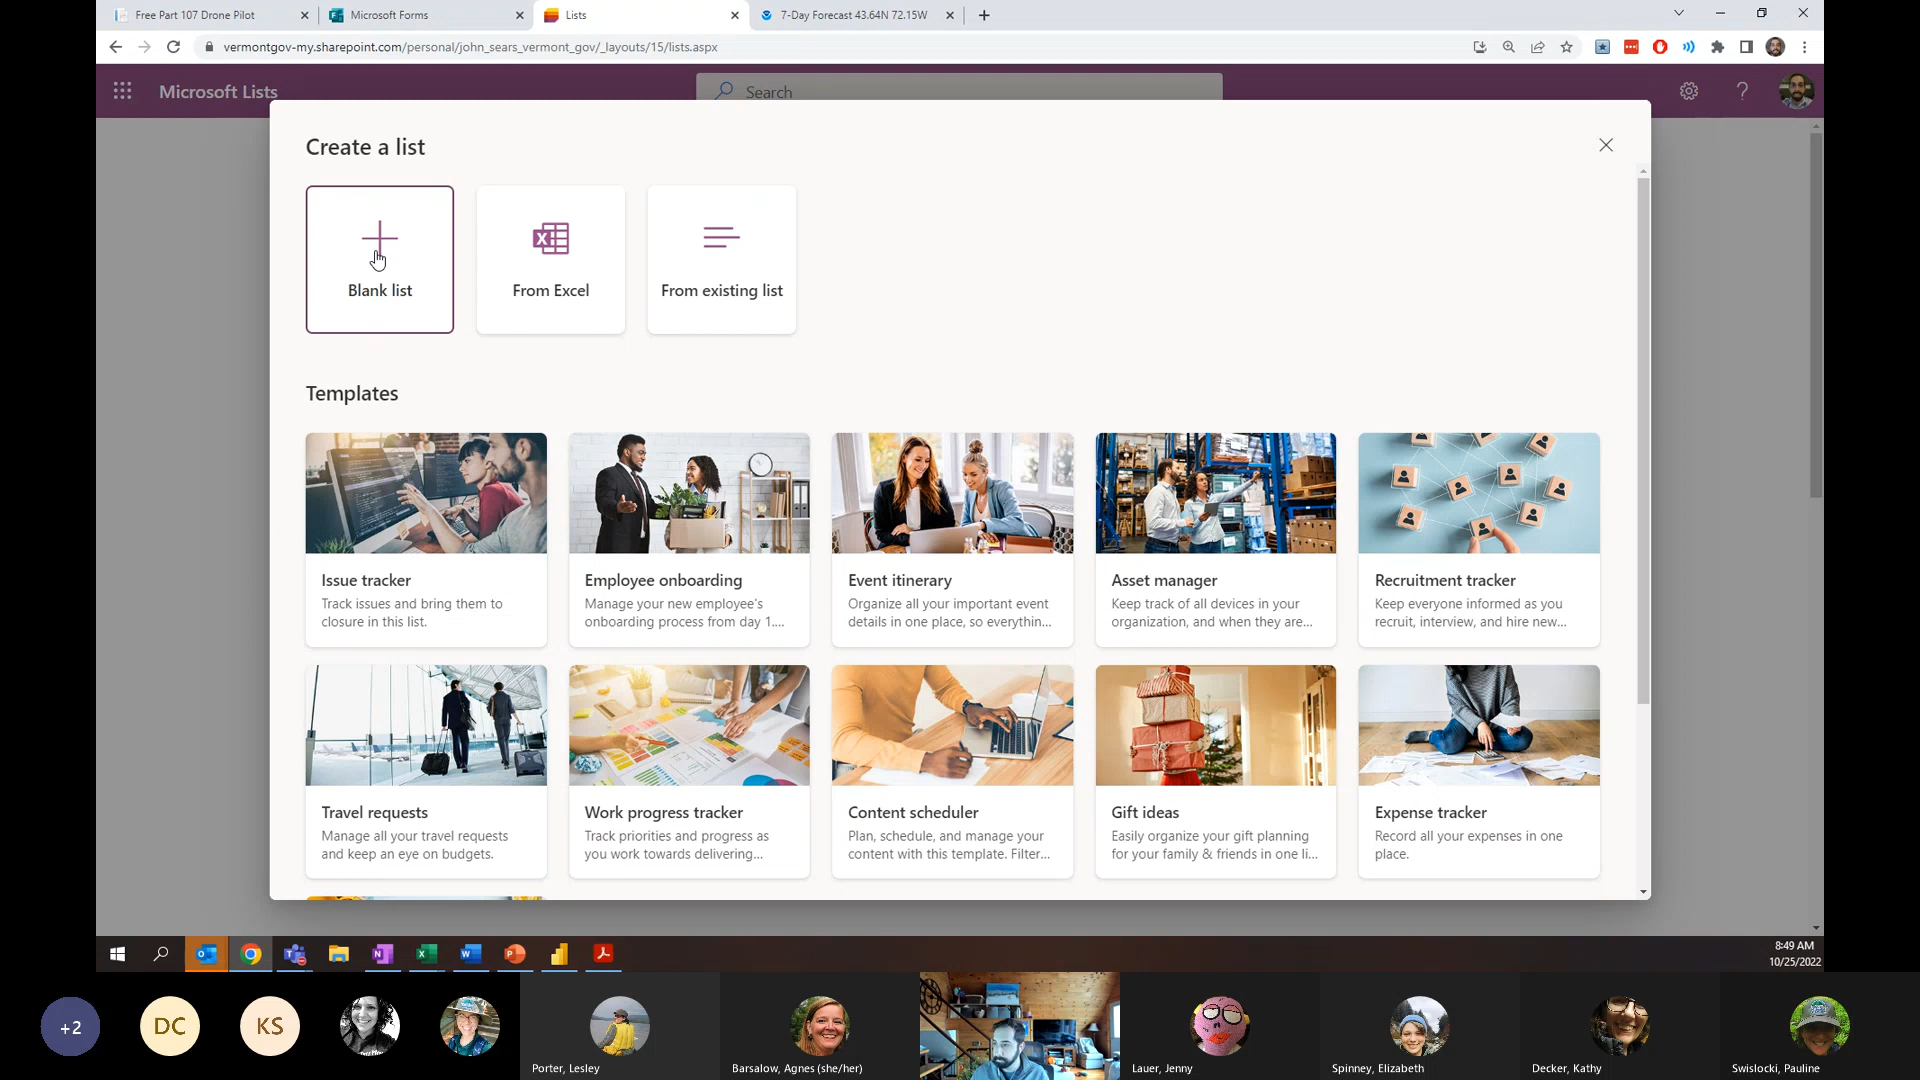 Free Part 107 Drone Pilot
Microsoft Forms
Lists
7-Day Forecast 43.64N 72.15W
vermontgov-my.sharepoint.com/personal/john_sears_vermont_gov/_layouts/15/lists.aspx
Microsoft Lists
Search
Create a list
Blank list
From Excel
From existing list
Templates
Issue tracker
Track issues and bring them to
closure in this list.
Employee onboarding
Manage your new employee's
onboarding process from day 1....
Event itinerary
Organize all your important event
details in one place, so everythin...
Asset manager
Keep track of all devices in your
organization, and when they are...
Recruitment tracker
Keep everyone informed as you
recruit, interview, and hire new...
Travel requests
Manage all your travel requests
and keep an eye on budgets.
Work progress tracker
Track priorities and progress as
you work towards delivering...
Content scheduler
Plan, schedule, and manage your
content with this template. Filter...
Gift ideas
Easily organize your gift planning
for your family & friends in one li...
Expense tracker
Record all your expenses in one
place.
8:49 AM
10/25/2022
+2
DC
KS
Porter, Lesley
Barsalow, Agnes (she/her)
Lauer, Jenny
Spinney, Elizabeth
Decker, Kathy
Swislocki, Pauline